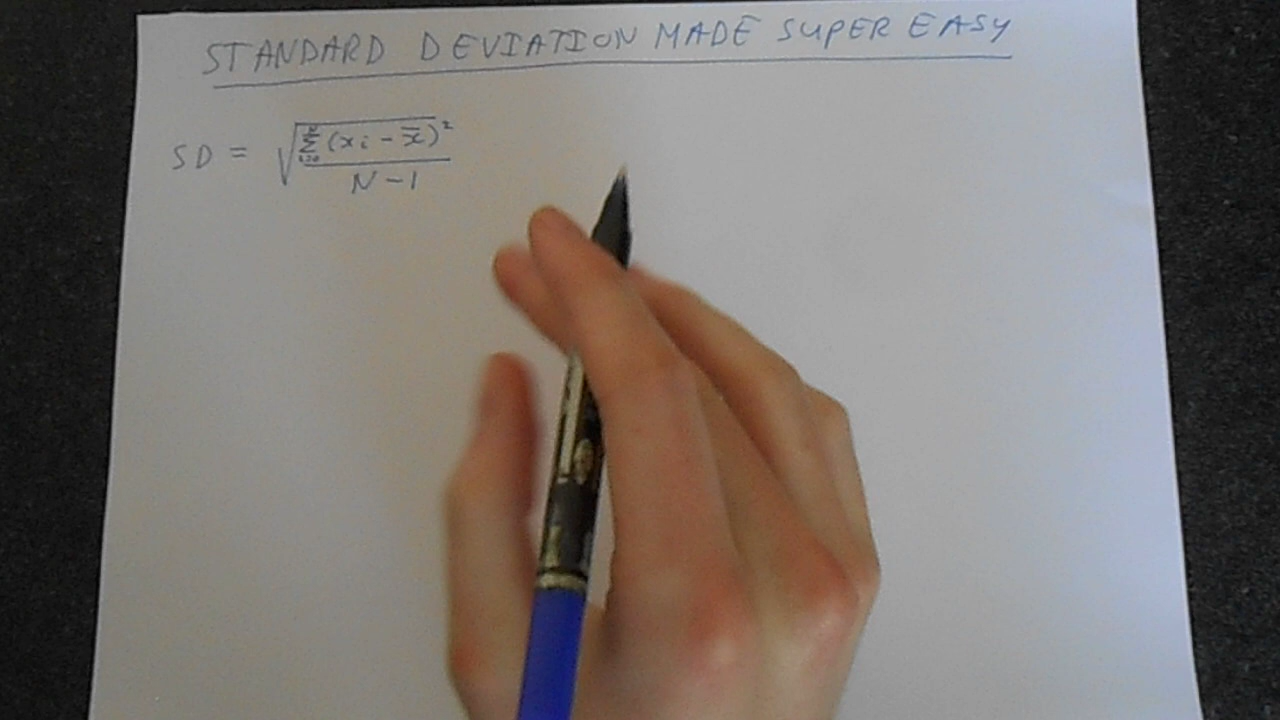 STANDARD DEVIATION MADE SUPER EASY
SD = √(Σ(xi - x̄)² / N-1)